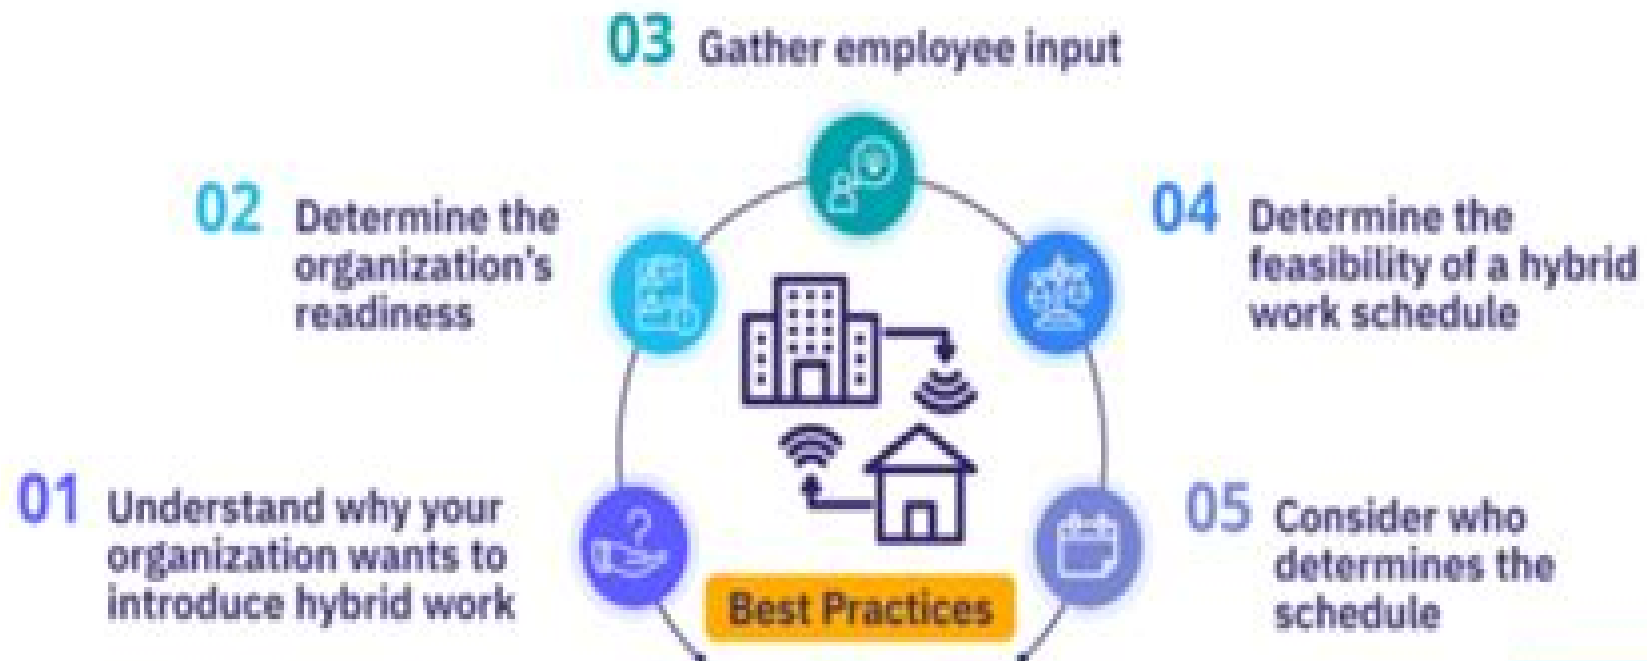 03 Gather employee input
02 Determine the
organization's
readiness
04 Determine the
feasibility of a hybrid
work schedule
01 Understand why your
organization wants to
introduce hybrid work
05 Consider who
determines the
schedule
Best Practices